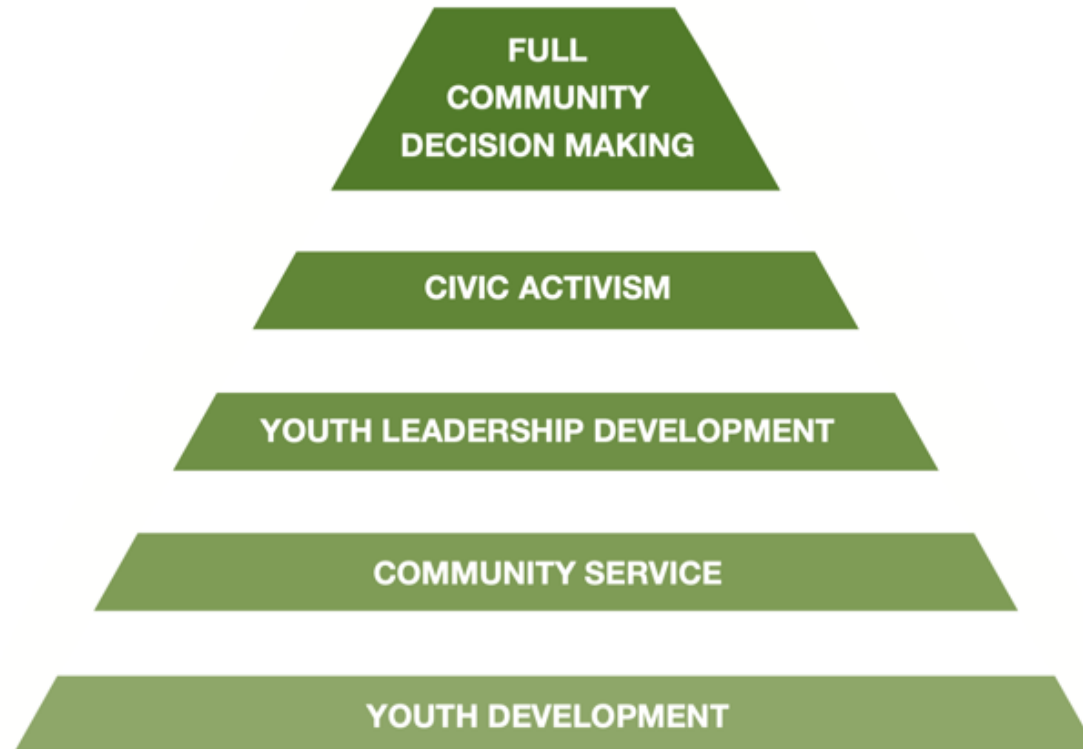 FULL
COMMUNITY
DECISION MAKING
CIVIC ACTIVISM
YOUTH LEADERSHIP DEVELOPMENT
COMMUNITY SERVICE
YOUTH DEVELOPMENT